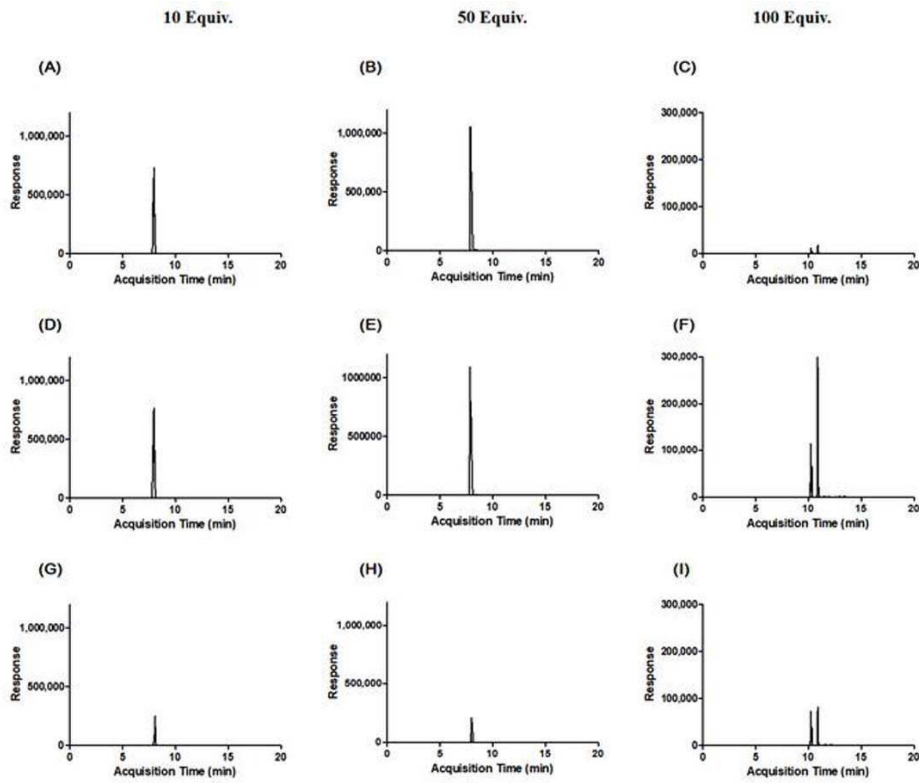 10 Equiv.
50 Equiv.
100 Equiv.
(A)
1,000,000
500,000
0
Response
0 5 10 15 20
Acquisition Time (min)
(B)
1,000,000
500,000
0
Response
0 5 10 15 20
Acquisition Time (min)
(C)
300,000
200,000
100,000
0
Response
0 5 10 15 20
Acquisition Time (min)
(D)
1,000,000
500,000
0
Response
0 5 10 15 20
Acquisition Time (min)
(E)
1000000
500000
0
Response
0 5 10 15 20
Acquisition Time (min)
(F)
300,000
200,000
100,000
0
Response
0 5 10 15 20
Acquisition Time (min)
(G)
1,000,000
500,000
0
Response
0 5 10 15 20
Acquisition Time (min)
(H)
1,000,000
500,000
0
Response
0 5 10 15 20
Acquisition Time (min)
(I)
300,000
200,000
100,000
0
Response
0 5 10 15 20
Acquisition Time (min)